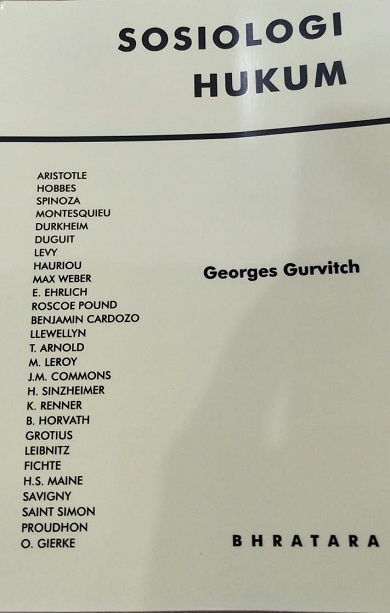 SOSIOLOGI
HUKUM
ARISTOTLE
HOBBES
SPINOZA
MONTESQUIEU
DURKHEIM
DUGUIT
LEVY
HAURIOU
MAX WEBER
E. EHRLICH
ROSCOE POUND
BENJAMIN CARDOZO
LLEWELLYN
T. ARNOLD
M. LEROY
J.M. COMMONS
H. SINZHEIMER
K. RENNER
B. HORVATH
GROTIUS
LEIBNITZ
FICHTE
H.S. MAINE
SAVIGNY
SAINT SIMON
PROUDHON
O. GIERKE
Georges Gurvitch
BHRATARA